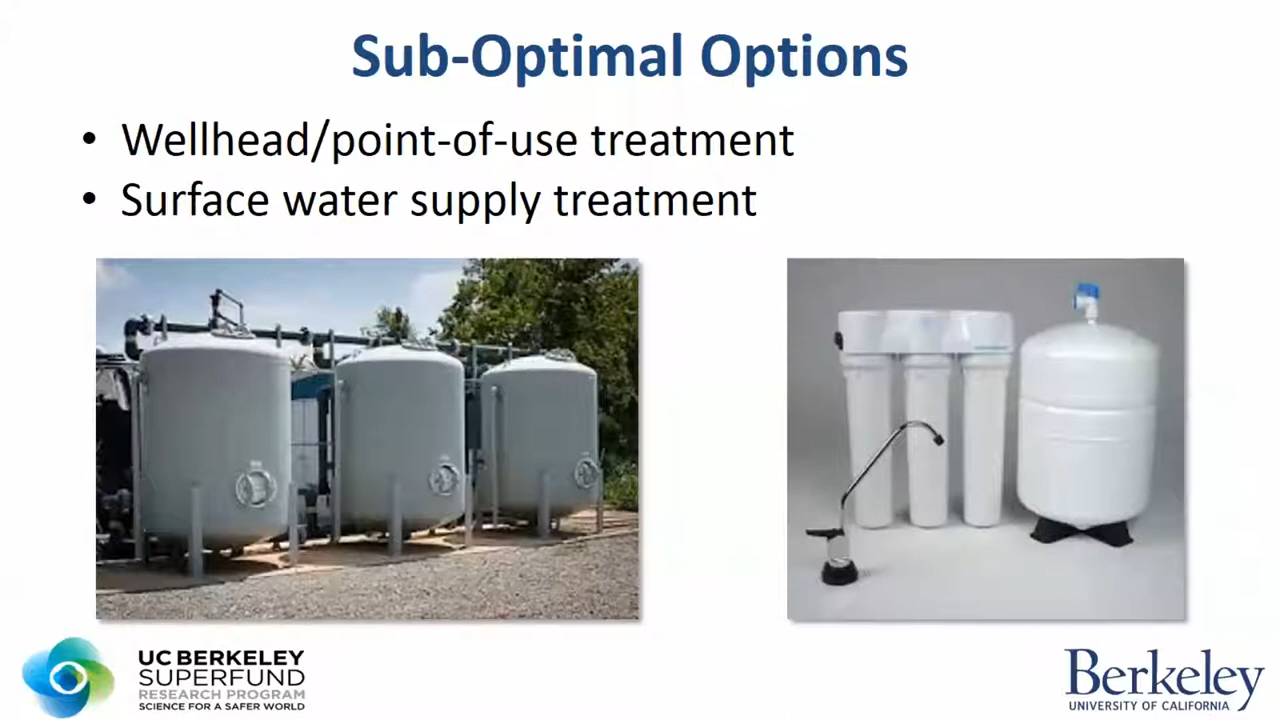 Sub-Optimal Options
• Wellhead/point-of-use treatment
• Surface water supply treatment
UC BERKELEY
SUPERFUND
RESEARCH PROGRAM
SCIENCE FOR A SAFER WORLD
Berkeley
UNIVERSITY OF CALIFORNIA